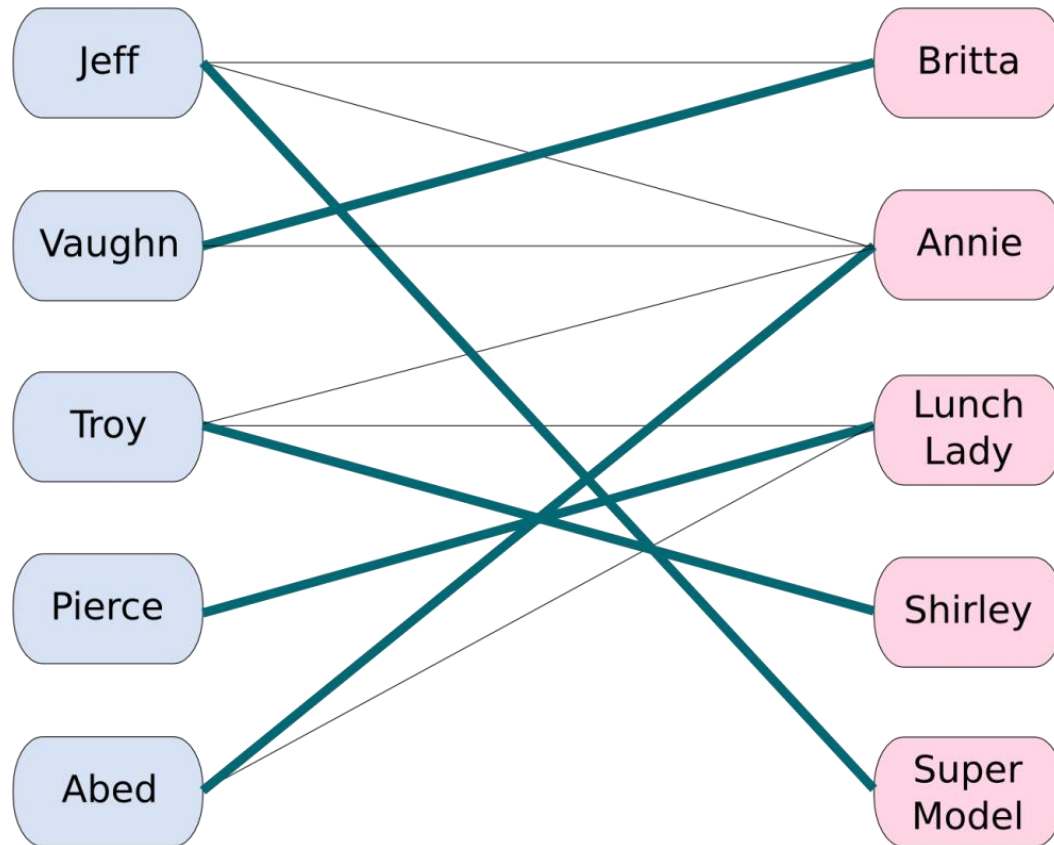 Jeff
Britta
Vaughn
Annie
Troy
Lunch
Lady
Pierce
Shirley
Abed
Super
Model